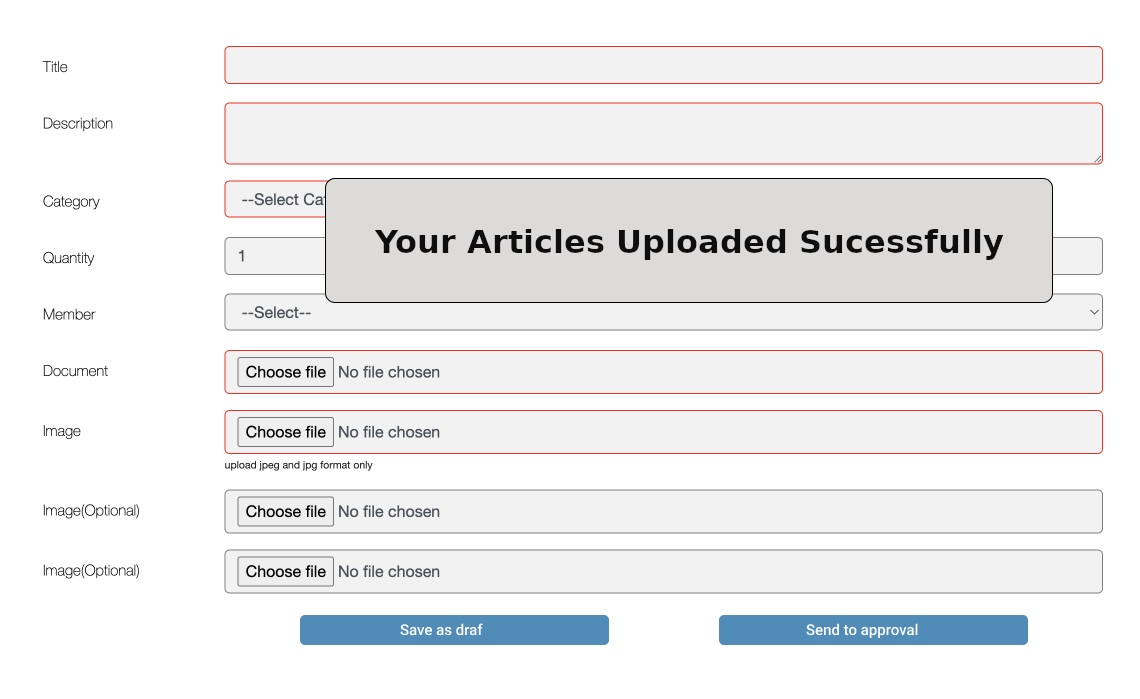 Title
Description
Category
--Select Cat
Your Articles Uploaded Sucessfully
Quantity
1
Member
--Select--
Document
Choose file No file chosen
Image
Choose file No file chosen
upload jpeg and jpg format only
Image(Optional)
Choose file No file chosen
Image(Optional)
Choose file No file chosen
Save as draf
Send to approval